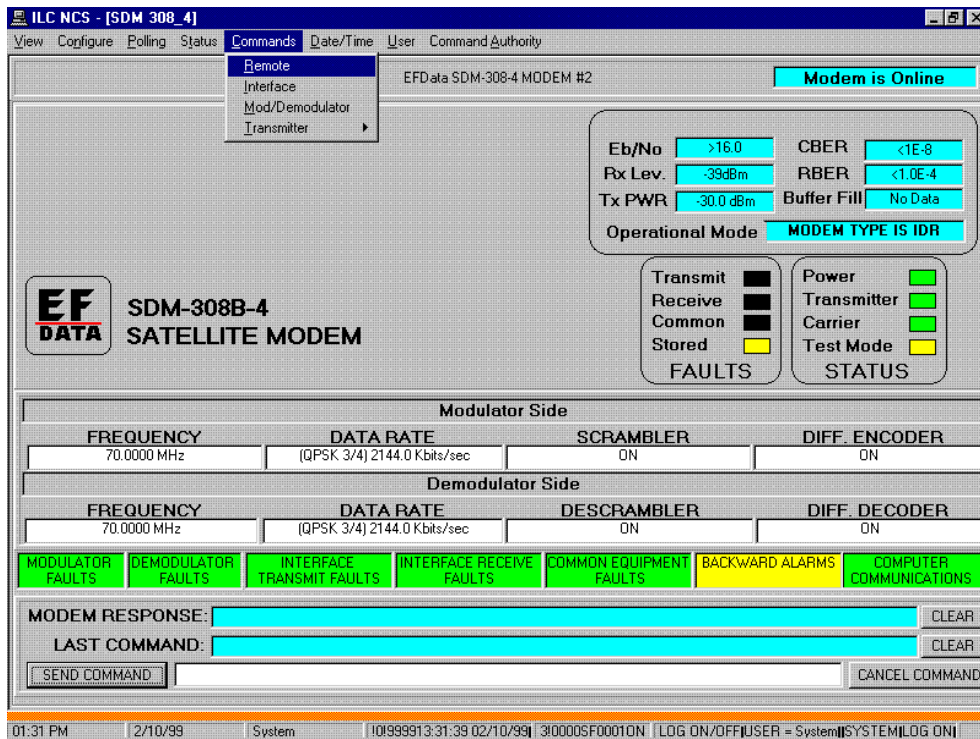 ILC NCS - [SDM 308_4]
View Configure Polling Status Commands Date/Time User Command Authority
Remote
Interface
Mod/Demodulator
Transmitter
EFData SDM-308-4 MODEM #2
Modem is Online
Eb/No >16.0 CBER <1E-8
Rx Lev. -39dBm RBER <1.0E-4
Tx PWR -30.0 dBm Buffer Fill No Data
Operational Mode MODEM TYPE IS IDR
EF
DATA
SDM-308B-4
SATELLITE MODEM
Transmit
Receive
Common
Stored
FAULTS
Power
Transmitter
Carrier
Test Mode
STATUS
Modulator Side
FREQUENCY DATA RATE SCRAMBLER DIFF. ENCODER
70.0000 MHz (QPSK 3/4) 2144.0 Kbits/sec ON ON
Demodulator Side
FREQUENCY DATA RATE DESCRAMBLER DIFF. DECODER
70.0000 MHz (QPSK 3/4) 2144.0 Kbits/sec ON ON
MODULATOR FAULTS
DEMODULATOR FAULTS
INTERFACE TRANSMIT FAULTS
INTERFACE RECEIVE FAULTS
COMMON EQUIPMENT FAULTS
BACKWARD ALARMS
COMPUTER COMMUNICATIONS
MODEM RESPONSE: CLEAR
LAST COMMAND: CLEAR
SEND COMMAND CANCEL COMMAND
01:31 PM 2/10/99 System !0!999913:31:39 02/10/99| 3!0000SF0001ON LOG ON/OFF|USER = System||SYSTEM|LOG ON|